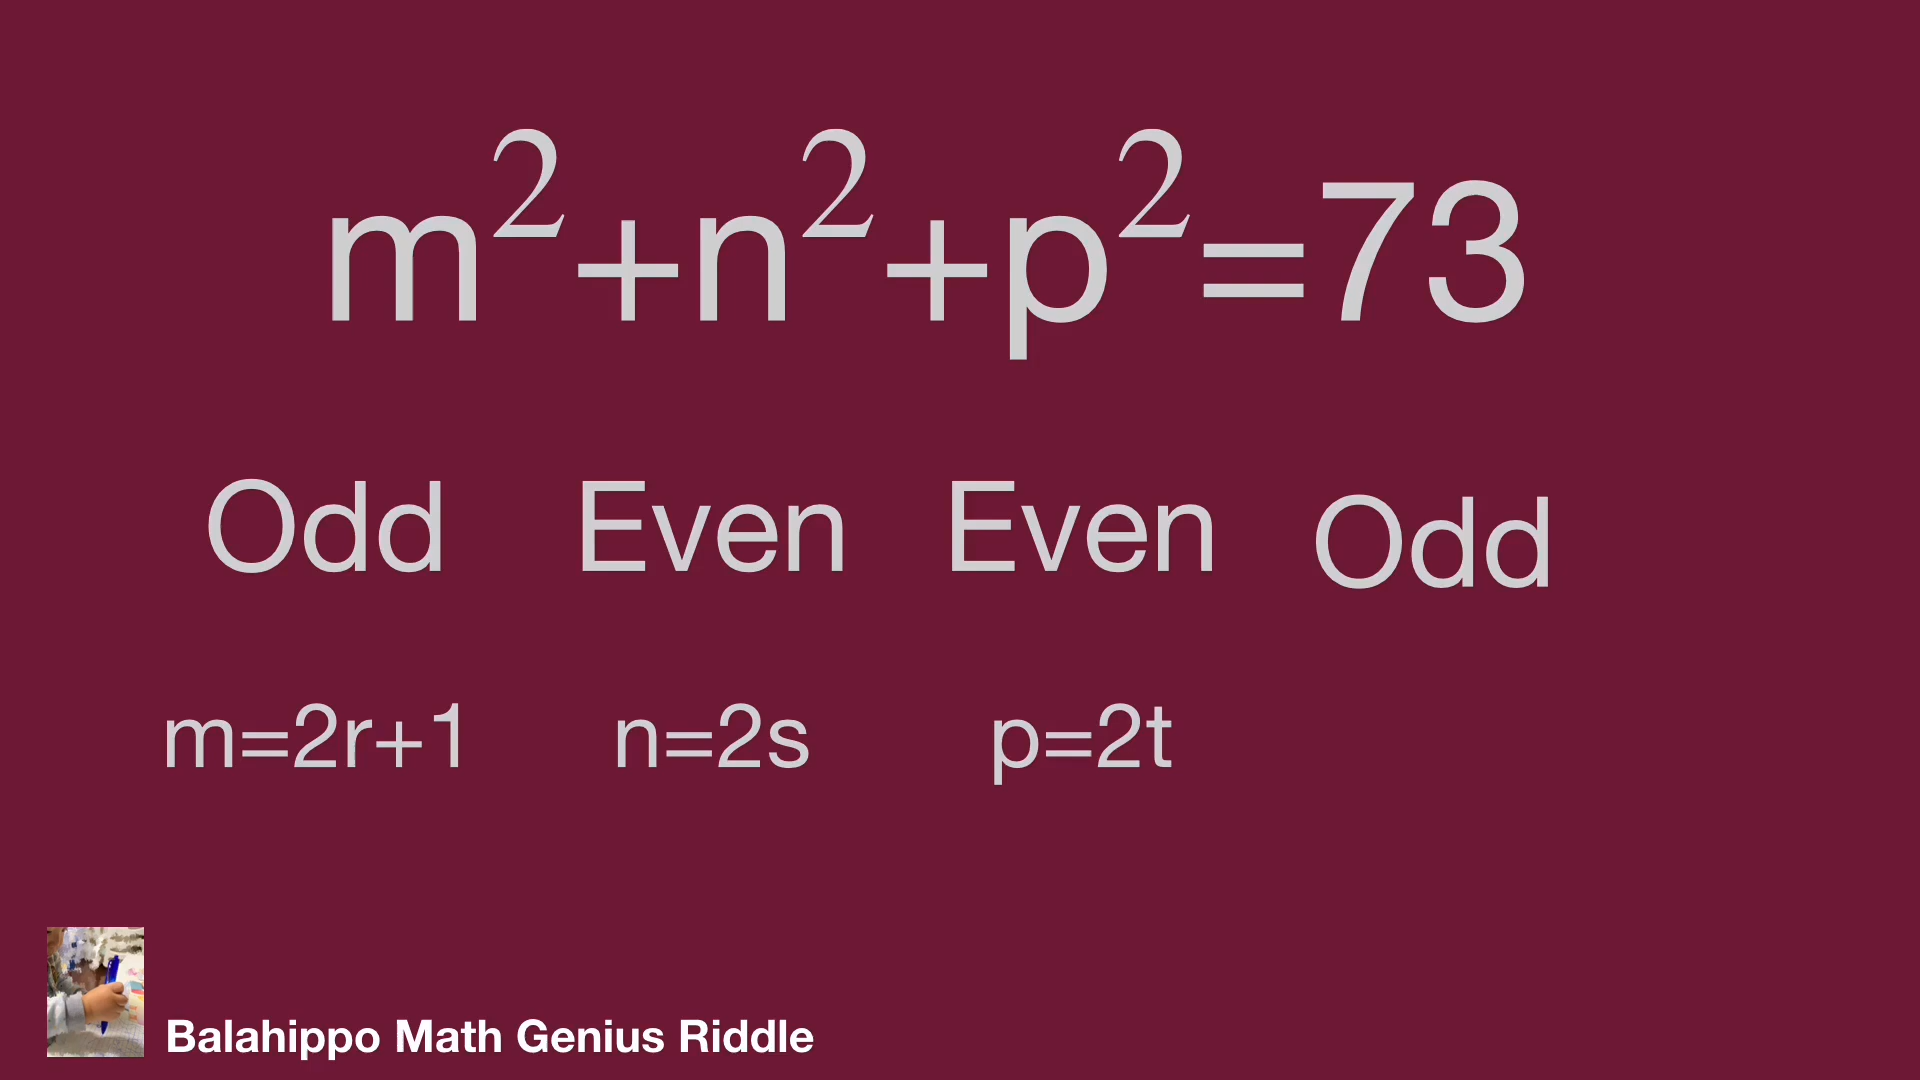 m²+n²+p²=73
Odd Even Even Odd
m=2r+1 n=2s p=2t
Balahippo Math Genius Riddle